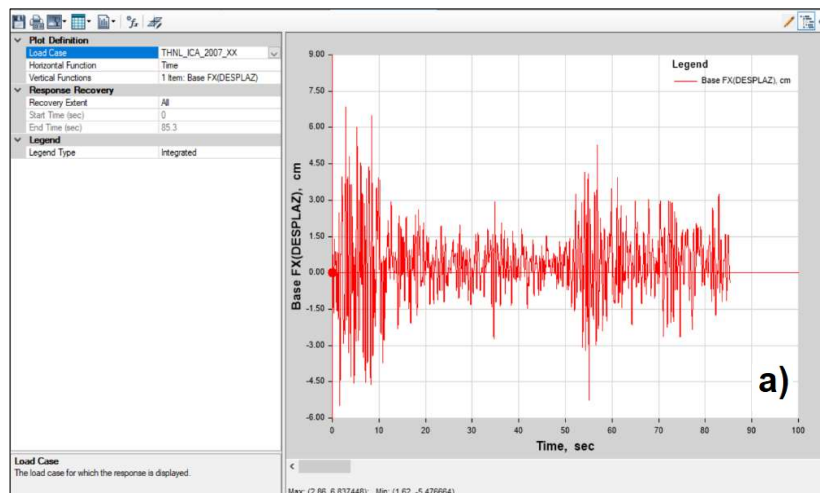 Plot Definition
Load Case THNL_ICA_2007_XX
Horizontal Function Time
Vertical Functions 1 Item: Base FX(DESPLAZ)
Response Recovery
Recovery Extent All
Start Time (sec) 0
End Time (sec) 85.3
Legend
Legend Type Integrated
Load Case
The load case for which the response is displayed.
Legend
Base FX(DESPLAZ), cm
Base FX(DESPLAZ), cm
9.00
7.50
6.00
4.50
3.00
1.50
0.00
-1.50
-3.00
-4.50
-6.00
0 10 20 30 40 50 60 70 80 90 100
Time, sec
a)
Max: (2.86, 6.837448); Min: (1.62, -5.476664)